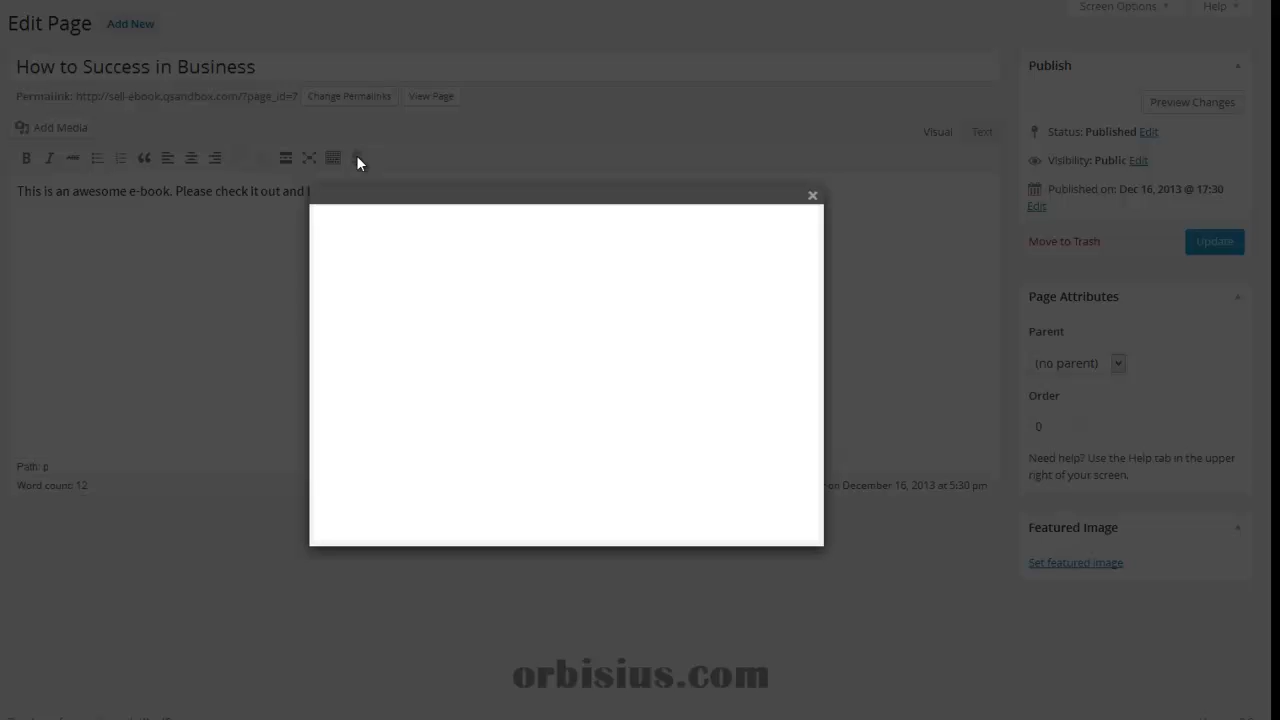 Screen Options Help
Edit Page Add New
How to Success in Business
Permalink: http://sell-ebook.qsandbox.com/?page_id=7 Change Permalinks View Page
Add Media
Visual Text
B I ABC
This is an awesome e-book. Please check it out and
×
Path: p
Word count: 12
on December 16, 2013 at 5:30 pm
Publish
Preview Changes
Status: Published Edit
Visibility: Public Edit
Published on: Dec 16, 2013 @ 17:30
Edit
Move to Trash Update
Page Attributes
Parent
(no parent)
Order
0
Need help? Use the Help tab in the upper
right of your screen.
Featured Image
Set featured image
orbisius.com